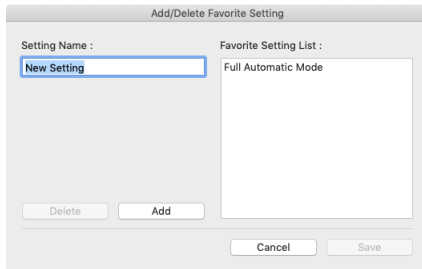 Add/Delete Favorite Setting
Setting Name :
New Setting
Favorite Setting List :
Full Automatic Mode
Delete
Add
Cancel
Save